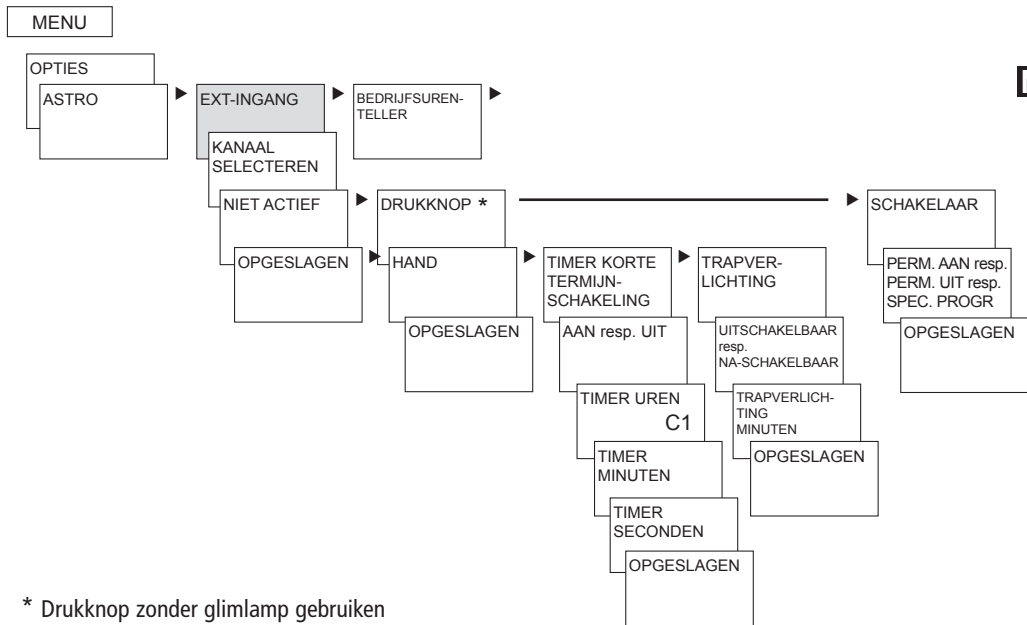 MENU
OPTIES
ASTRO
EXT-INGANG
BEDRIJFSUREN-
TELLER
KANAAL
SELECTEREN
NIET ACTIEF
DRUKKNOP *
SCHAKELAAR
OPGESLAGEN
HAND
TIMER KORTE
TERMIJN-
SCHAKELING
TRAPVER-
LICHTING
PERM. AAN resp.
PERM. UIT resp.
SPEC. PROGR
OPGESLAGEN
AAN resp. UIT
UITSCHAKELBAAR
resp.
NA-SCHAKELBAAR
OPGESLAGEN
TIMER UREN
C1
TRAPVERLICH-
TING
MINUTEN
TIMER
MINUTEN
OPGESLAGEN
TIMER
SECONDEN
OPGESLAGEN
* Drukknop zonder glimlamp gebruiken